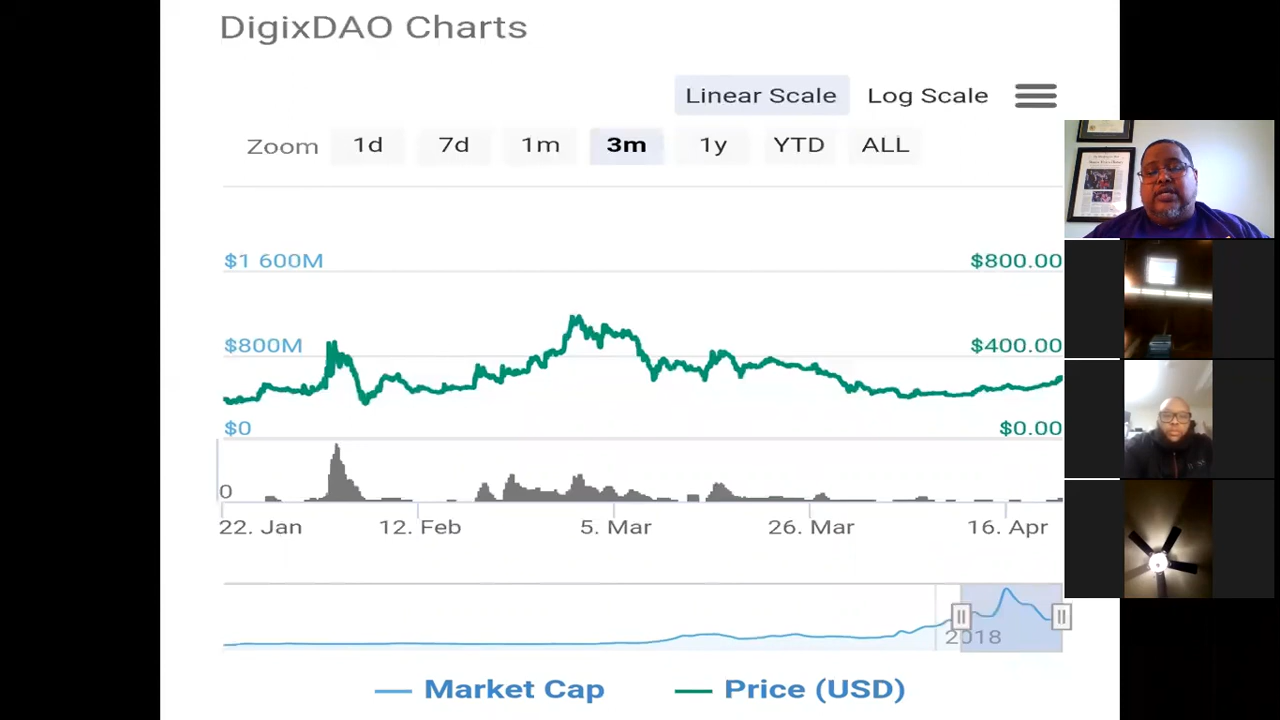 DigixDAO Charts
Linear Scale Log Scale
Zoom 1d 7d 1m 3m 1y YTD ALL
$1 600M $800.00
$800M $400.00
$0 $0.00
0
22. Jan 12. Feb 5. Mar 26. Mar 16. Apr
2018
Market Cap Price (USD)